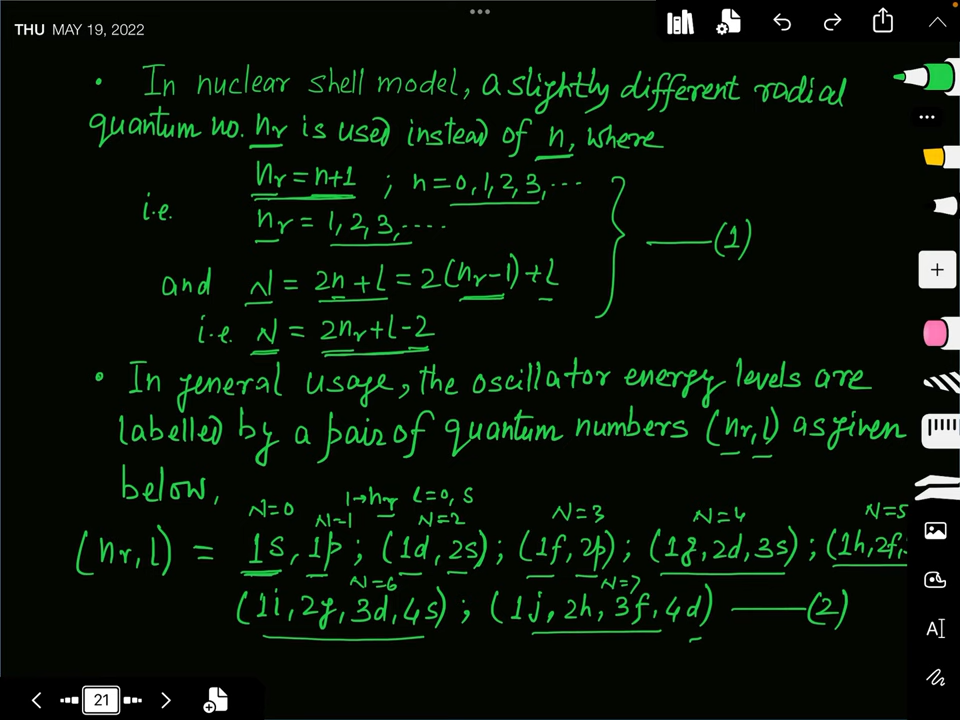 THU MAY 19, 2022
• In nuclear shell model, a slightly different radial
quantum no. nr is used instead of n, where
nr = n+1 ; n = 0, 1, 2, 3, ....
i.e. nr = 1, 2, 3, .....
——(1)
and N = 2n + l = 2(nr-1) + l
i.e. N = 2nr + l - 2
• In general usage, the oscillator energy levels are
labelled by a pair of quantum numbers (nr, l) as given
below,
1→nr l=0, s
N=0 N=1 N=2 N=3 N=4 N=5
(nr, l) = 1s, 1p ; (1d, 2s) ; (1f, 2p) ; (1g, 2d, 3s) ; (1h, 2f,
N=6 N=7
(1i, 2g, 3d, 4s) ; (1j, 2h, 3f, 4d) ——(2)
21